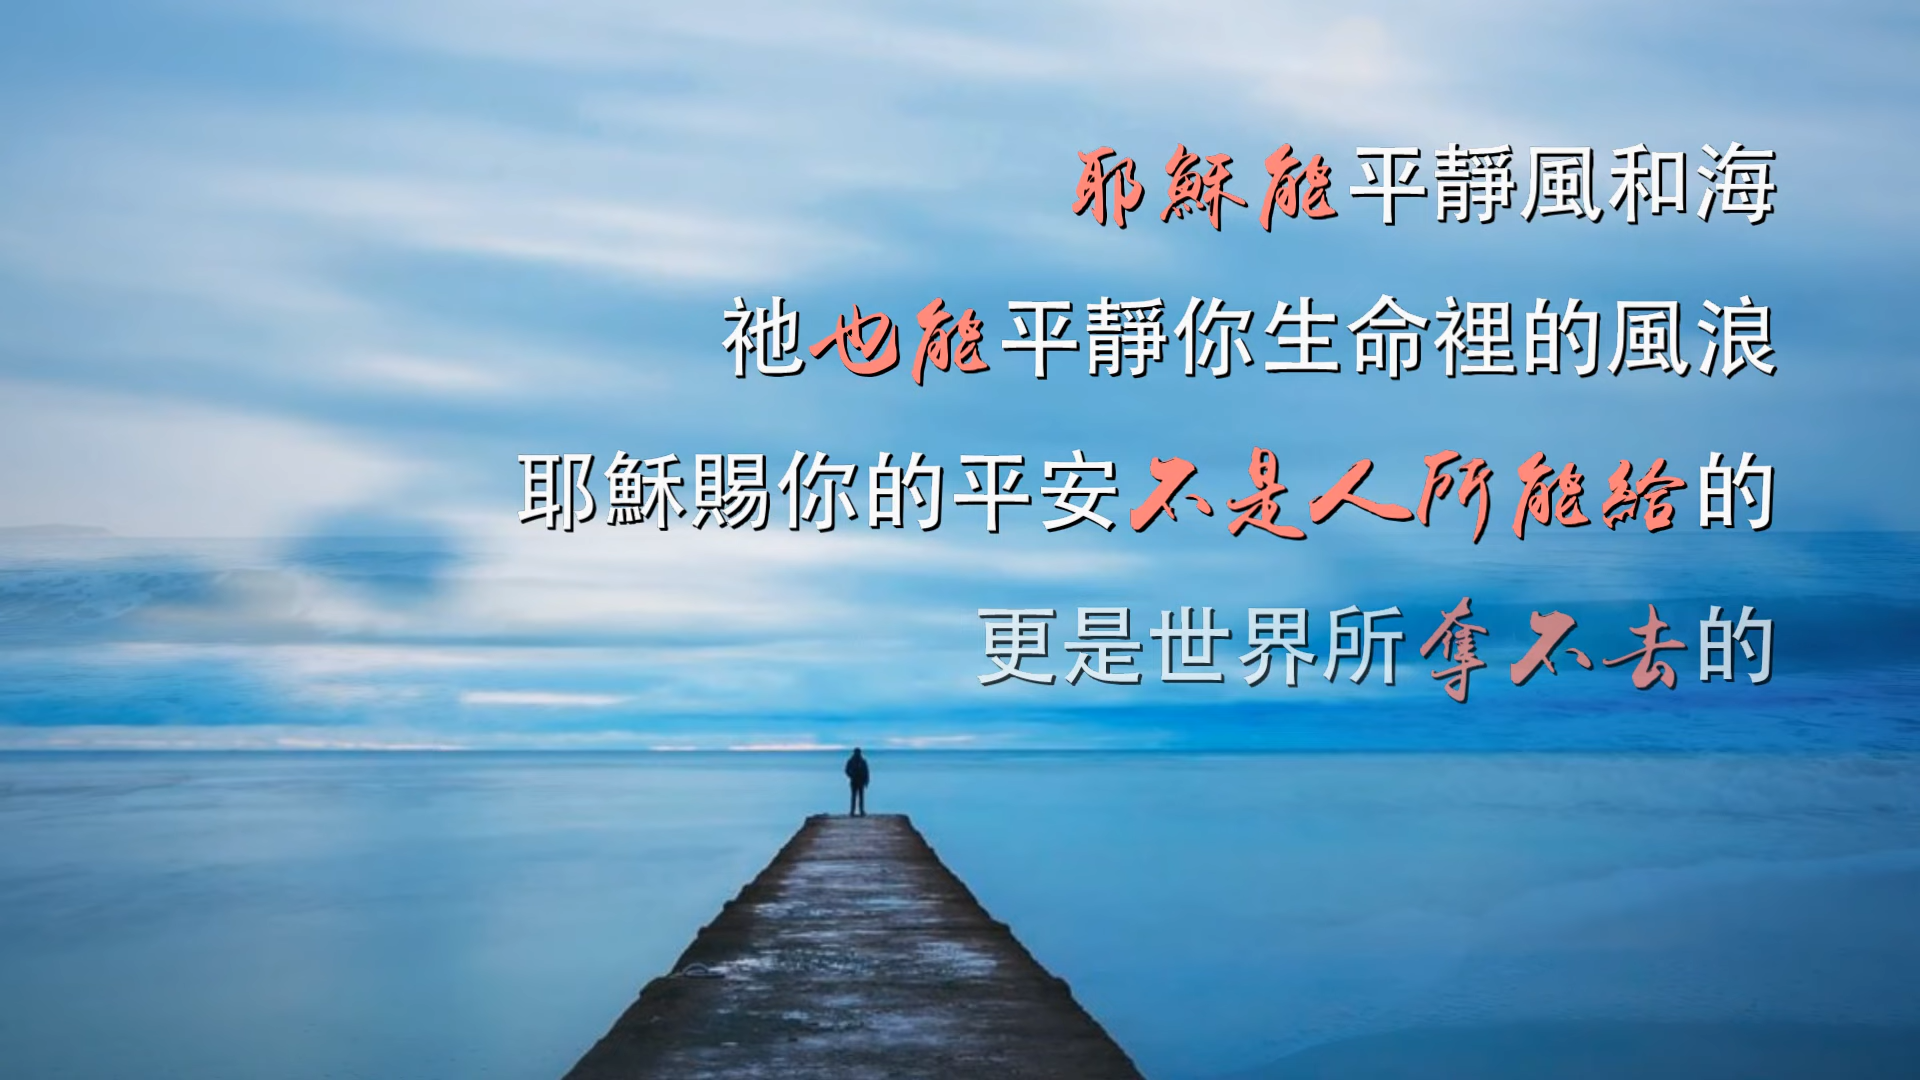 耶穌能平靜風和海
祂也能平靜你生命裡的風浪
耶穌賜你的平安不是人所能給的
更是世界所奪不去的